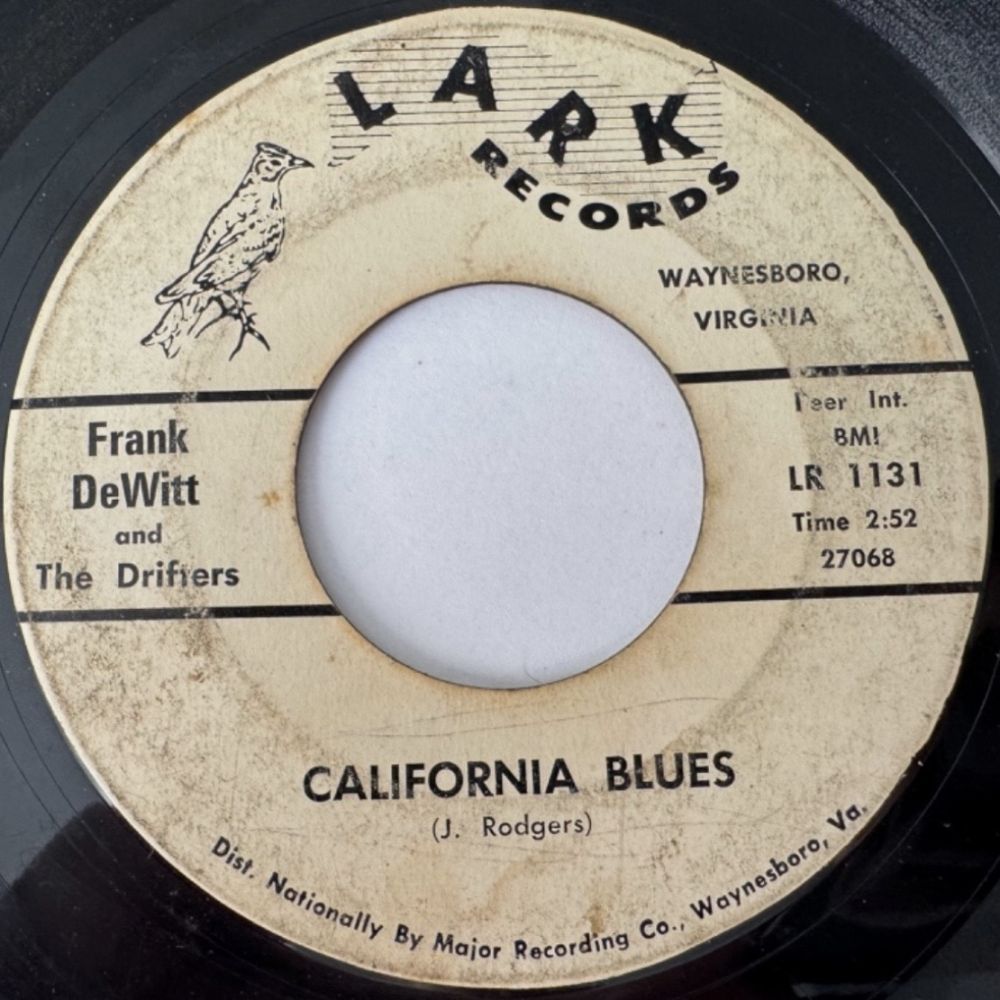 LARK
RECORDS
WAYNESBORO,
VIRGINIA
Frank
DeWitt
and
The Drifters
Peer Int.
BMI
LR 1131
Time 2:52
27068
CALIFORNIA BLUES
(J. Rodgers)
Dist. Nationally By Major Recording Co., Waynesboro, Va.